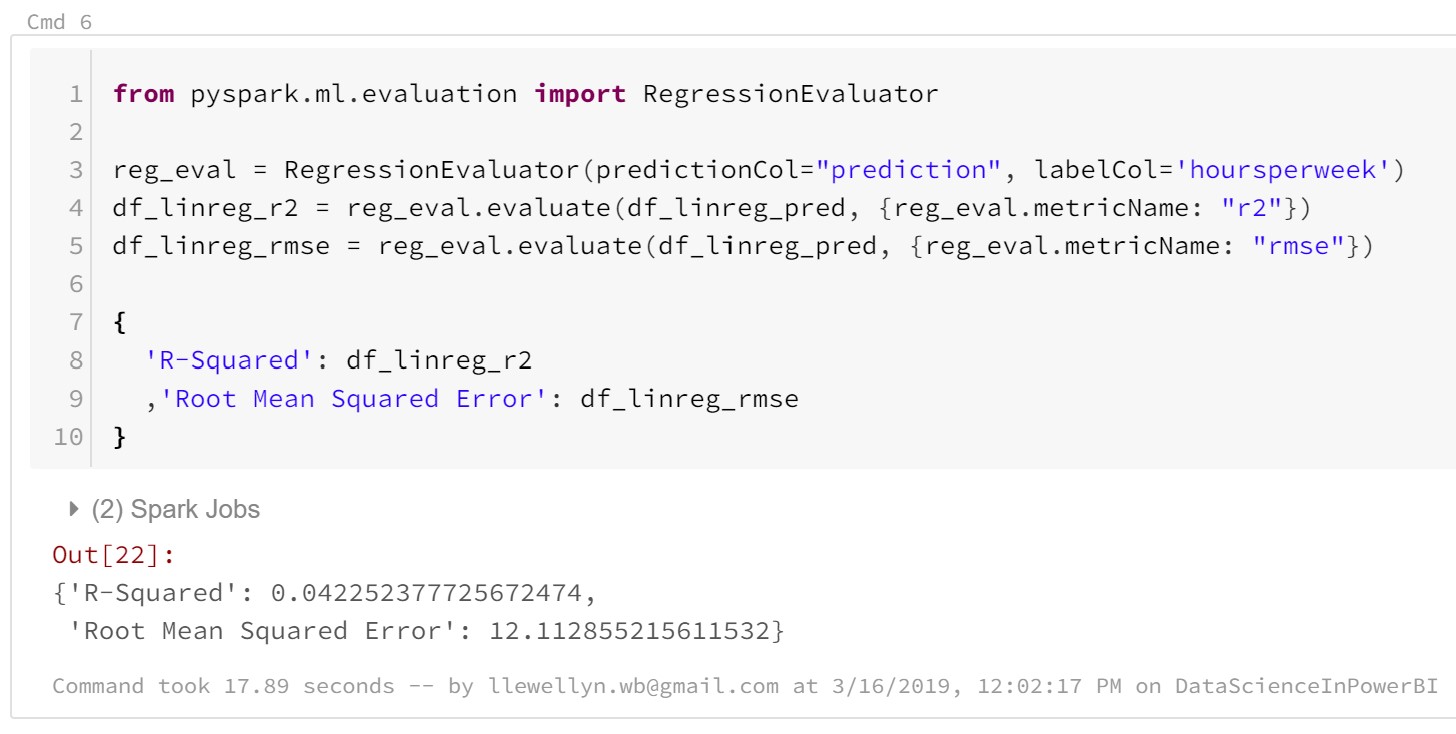 Cmd 6
1 from pyspark.ml.evaluation import RegressionEvaluator
2
3 reg_eval = RegressionEvaluator(predictionCol="prediction", labelCol='hoursperweek')
4 df_linreg_r2 = reg_eval.evaluate(df_linreg_pred, {reg_eval.metricName: "r2"})
5 df_linreg_rmse = reg_eval.evaluate(df_linreg_pred, {reg_eval.metricName: "rmse"})
6
7 {
8   'R-Squared': df_linreg_r2
9   ,'Root Mean Squared Error': df_linreg_rmse
10 }
(2) Spark Jobs
Out[22]:
{'R-Squared': 0.042252377725672474,
 'Root Mean Squared Error': 12.112855215611532}
Command took 17.89 seconds -- by llewellyn.wb@gmail.com at 3/16/2019, 12:02:17 PM on DataScienceInPowerBI